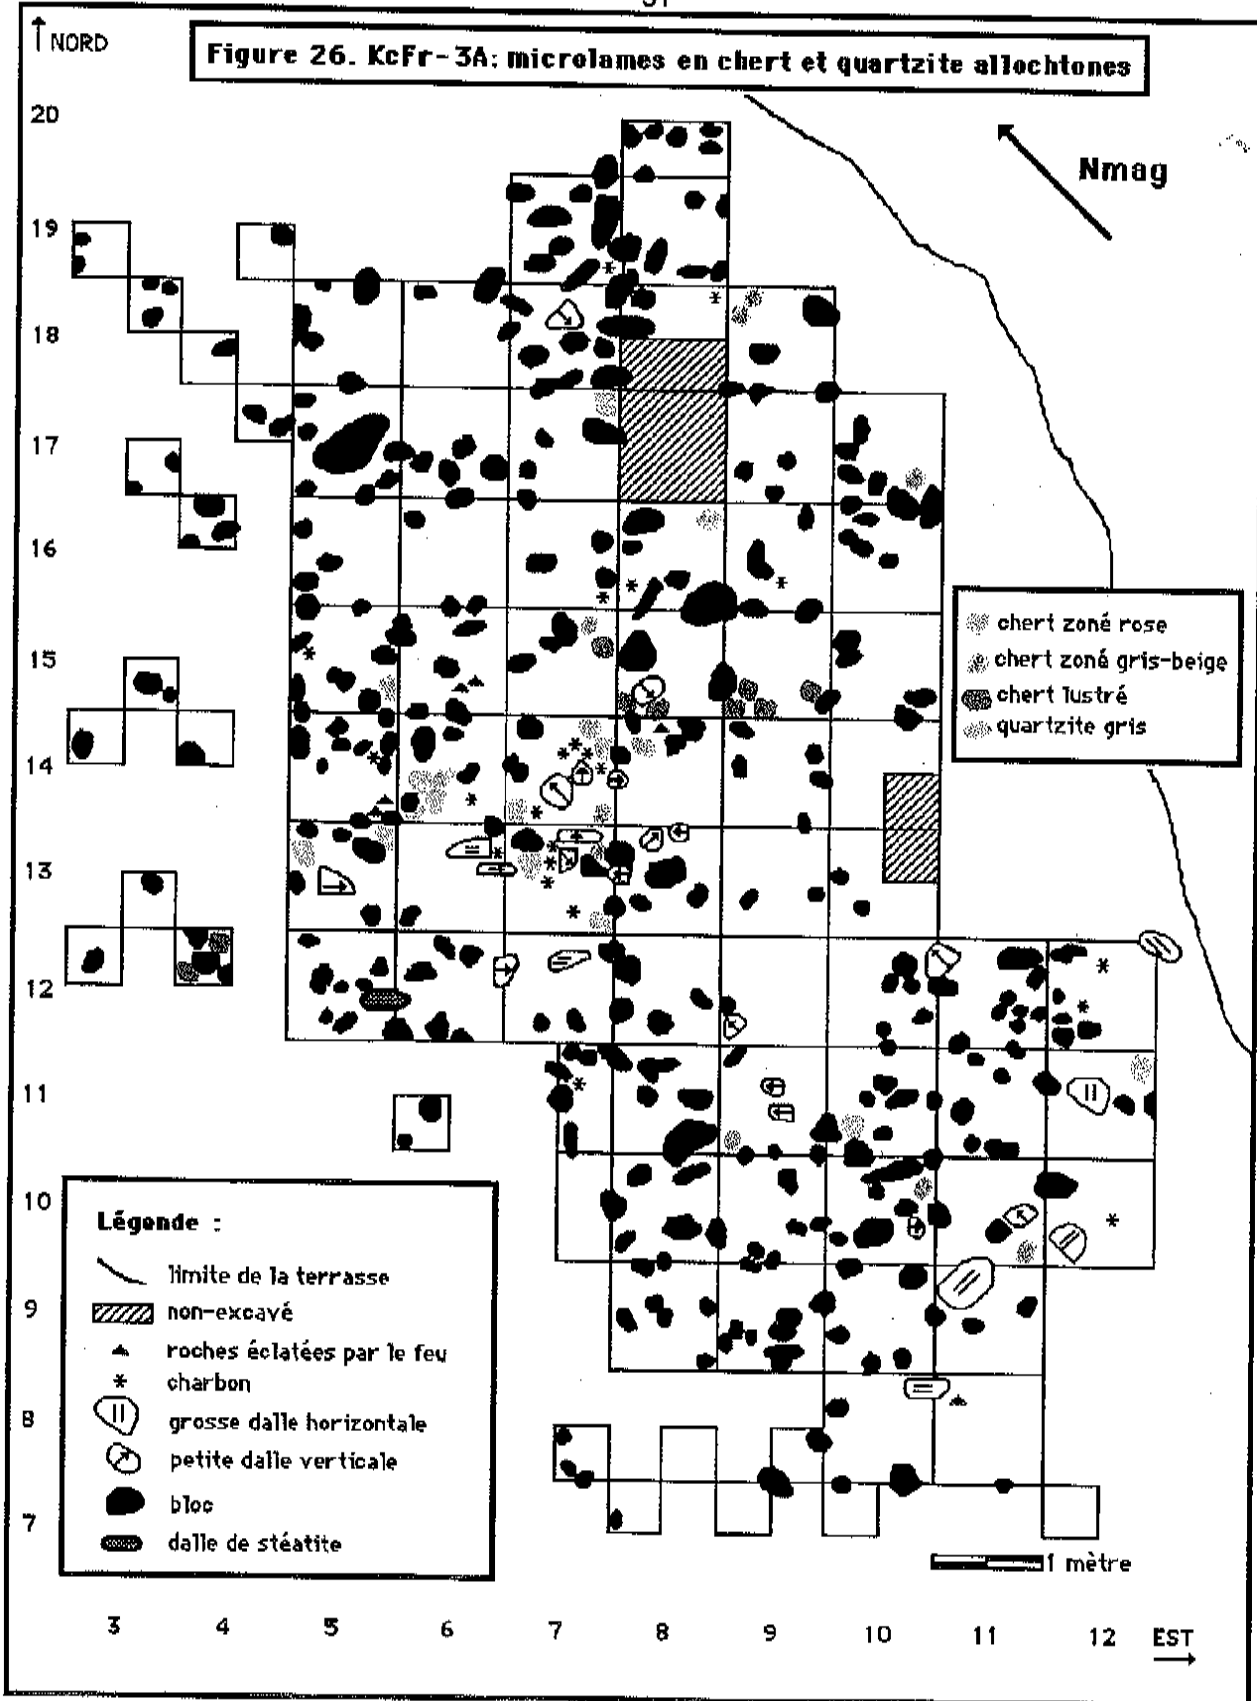 NORD
Figure 26. KcFr-3A: microlames en chert et quartzite allochtones
20
Nmag
19
18
17
16
chert zoné rose
chert zoné gris-beige
chert lustré
quartzite gris
15
14
13
12
11
10
9
8
7
Légende :
limite de la terrasse
non-excavé
roches éclatées par le feu
charbon
grosse dalle horizontale
petite dalle verticale
bloc
dalle de stéatite
1 mètre
3 4 5 6 7 8 9 10 11 12 EST